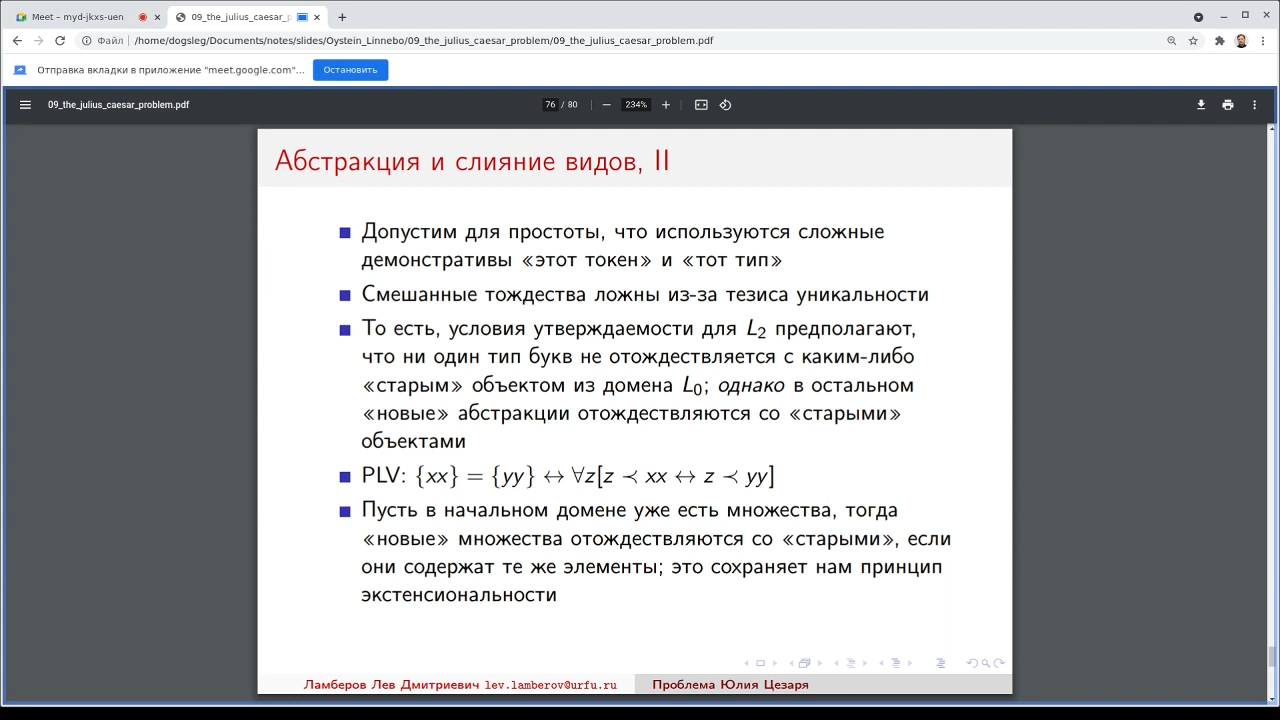 Meet – myd-jkxs-uen
09_the_julius_caesar_p
Файл
/home/dogsleg/Documents/notes/slides/Oystein_Linnebo/09_the_julius_caesar_problem/09_the_julius_caesar_problem.pdf
Отправка вкладки в приложение "meet.google.com"...
Остановить
09_the_julius_caesar_problem.pdf
76 / 80
234%
Абстракция и слияние видов, II
Допустим для простоты, что используются сложные
демонстративы «этот токен» и «тот тип»
Смешанные тождества ложны из-за тезиса уникальности
То есть, условия утверждаемости для L₂ предполагают,
что ни один тип букв не отождествляется с каким-либо
«старым» объектом из домена L₀; однако в остальном
«новые» абстракции отождествляются со «старыми»
объектами
PLV: {xx} = {yy} ↔ ∀z[z ≺ xx ↔ z ≺ yy]
Пусть в начальном домене уже есть множества, тогда
«новые» множества отождествляются со «старыми», если
они содержат те же элементы; это сохраняет нам принцип
экстенсиональности
Ламберов Лев Дмитриевич lev.lamberov@urfu.ru
Проблема Юлия Цезаря